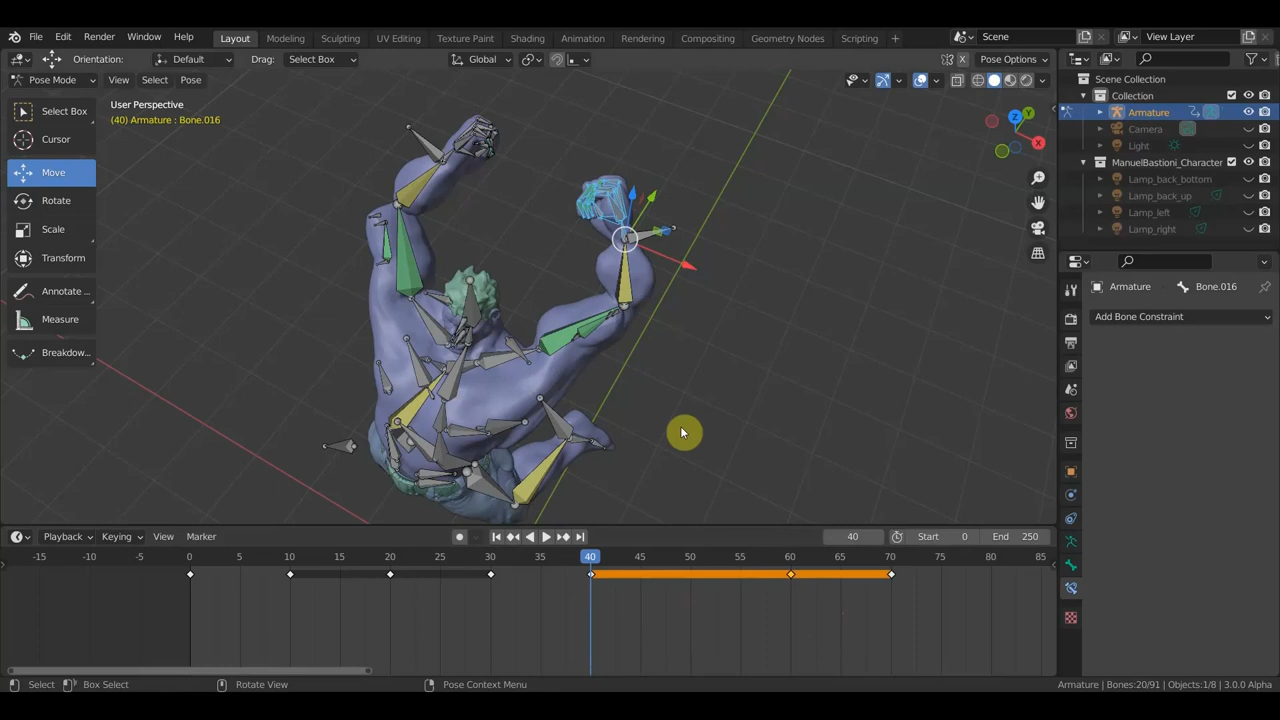 File Edit Render Window Help Layout Modeling Sculpting UV Editing Texture Paint Shading Animation Rendering Compositing Geometry Nodes Scripting + Scene View Layer
Orientation: Default Drag: Select Box Global Pose Options
Pose Mode View Select Pose
User Perspective
(40) Armature : Bone.016
Select Box
Cursor
Move
Rotate
Scale
Transform
Annotate ...
Measure
Breakdow...
X
Y
Z
Scene Collection
Collection
Armature
Camera
Light
ManuelBastioni_Character
Lamp_back_bottom
Lamp_back_up
Lamp_left
Lamp_right
Armature Bone.016
Add Bone Constraint
Playback Keying View Marker 40 Start 0 End 250
-15 -10 -5 0 5 10 15 20 25 30 35 40 45 50 55 60 65 70 75 80 85
Select Box Select Rotate View Pose Context Menu Armature | Bones:20/91 | Objects:1/8 | 3.0.0 Alpha